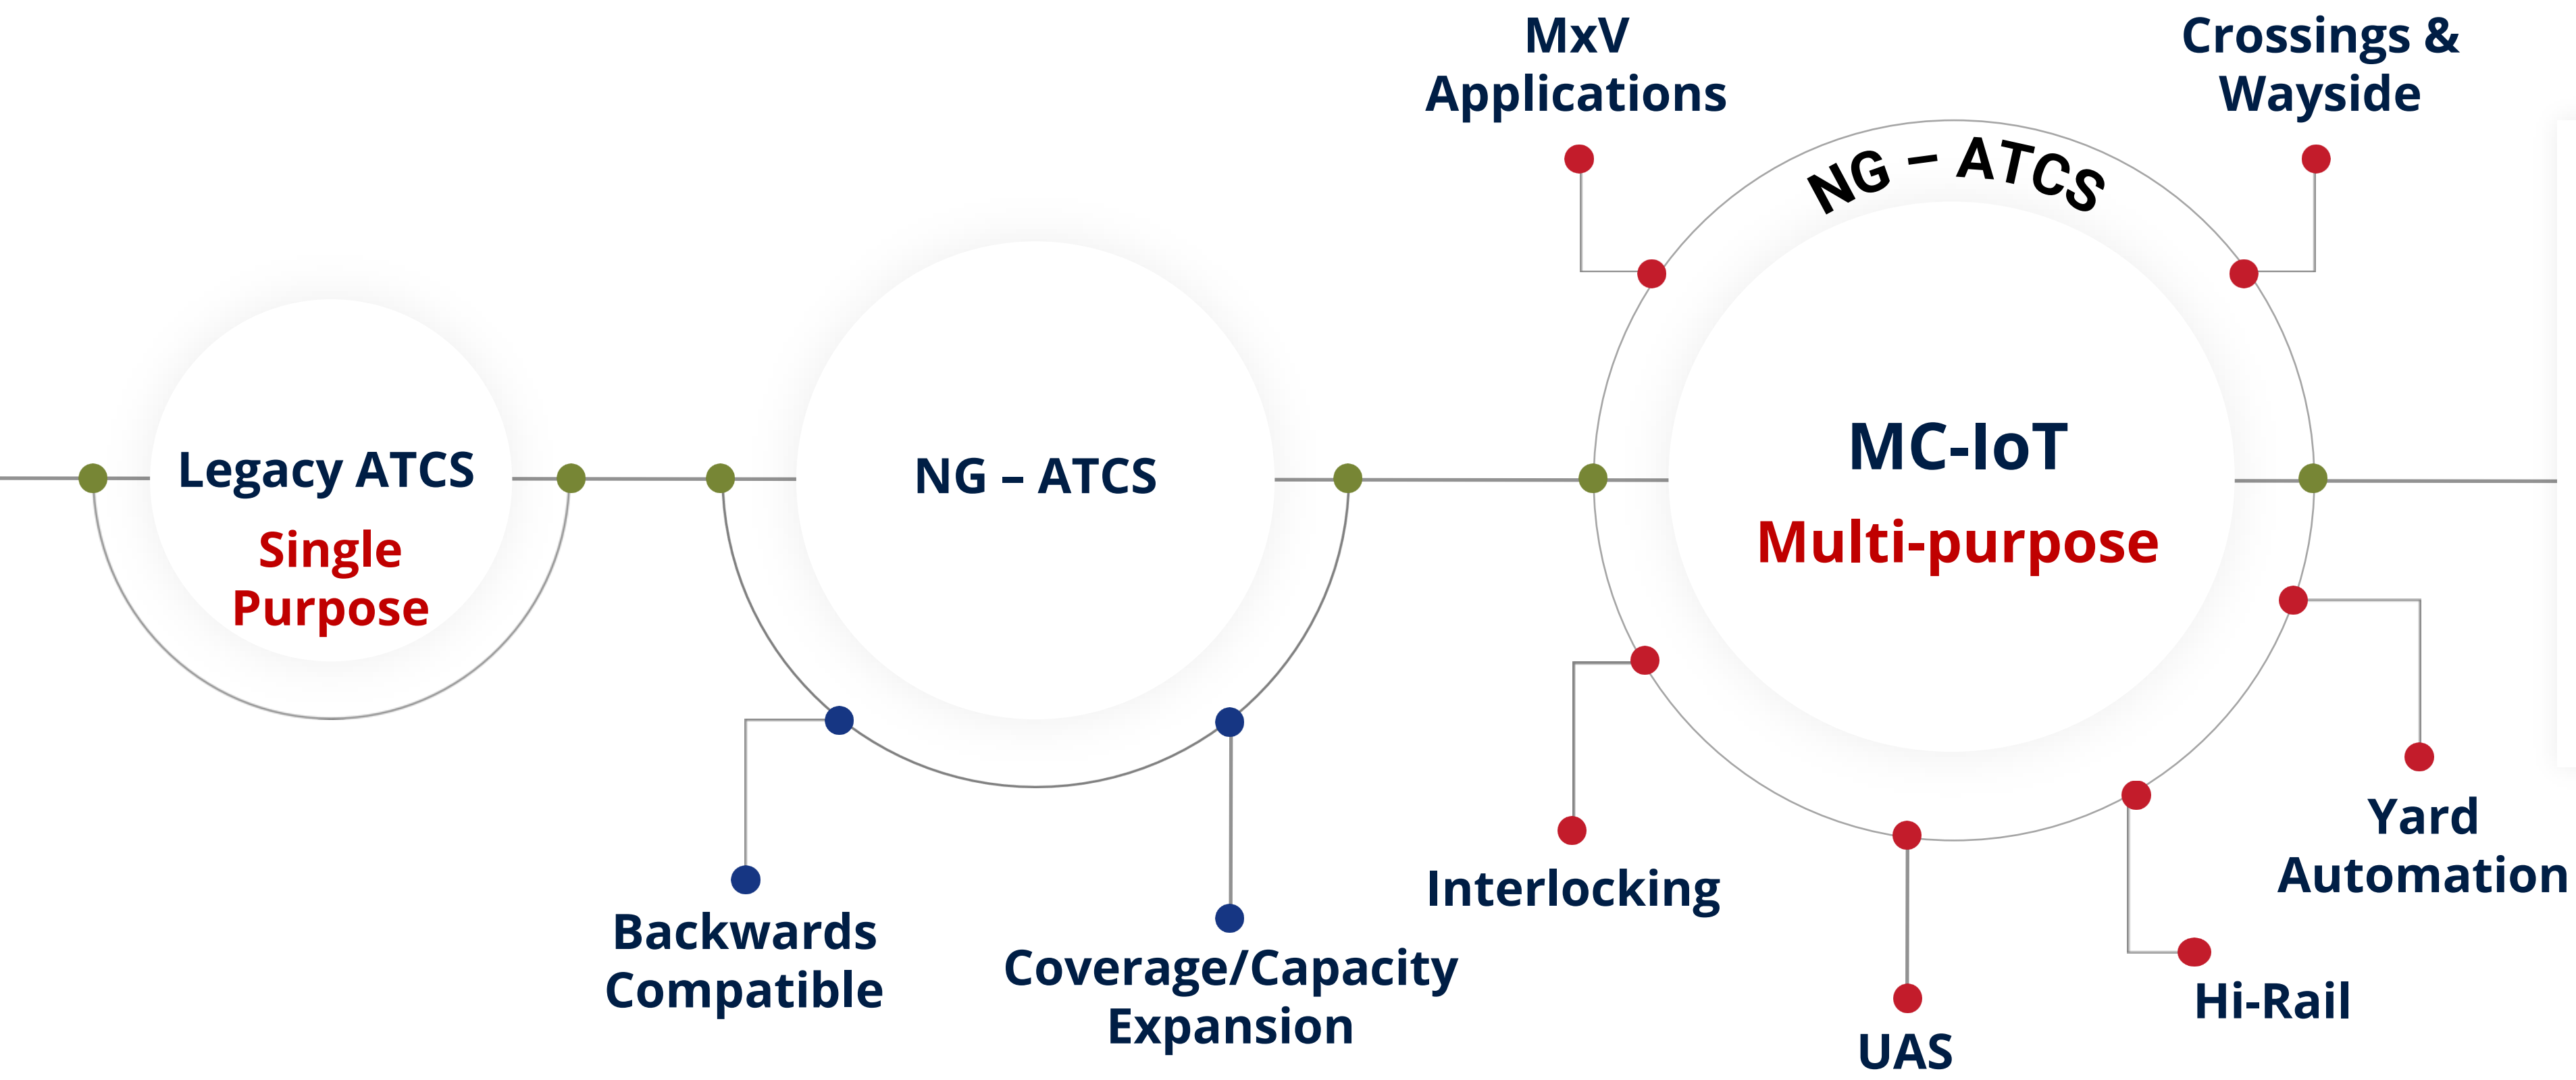 Legacy ATCS
Single
Purpose
NG – ATCS
Backwards
Compatible
Coverage/Capacity
Expansion
MxV
Applications
Crossings &
Wayside
NG – ATCS
MC-IoT
Multi-purpose
Interlocking
UAS
Hi-Rail
Yard
Automation